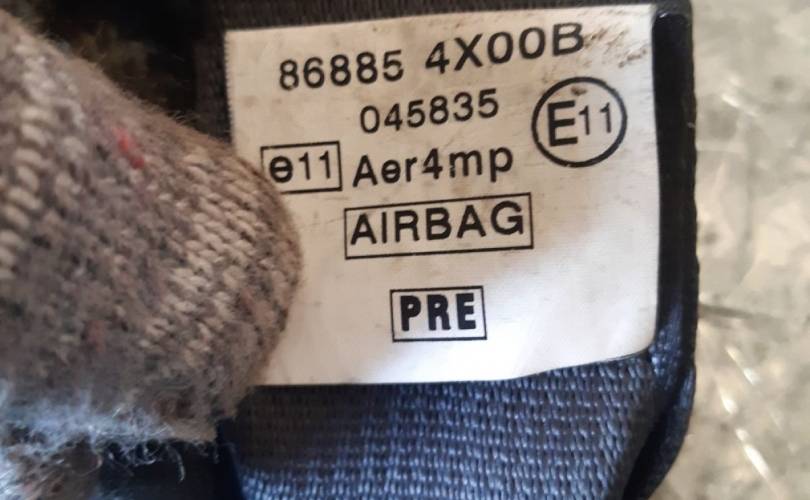 86885 4X00B
045835
E11
e11 Aer4mp
AIRBAG
PRE